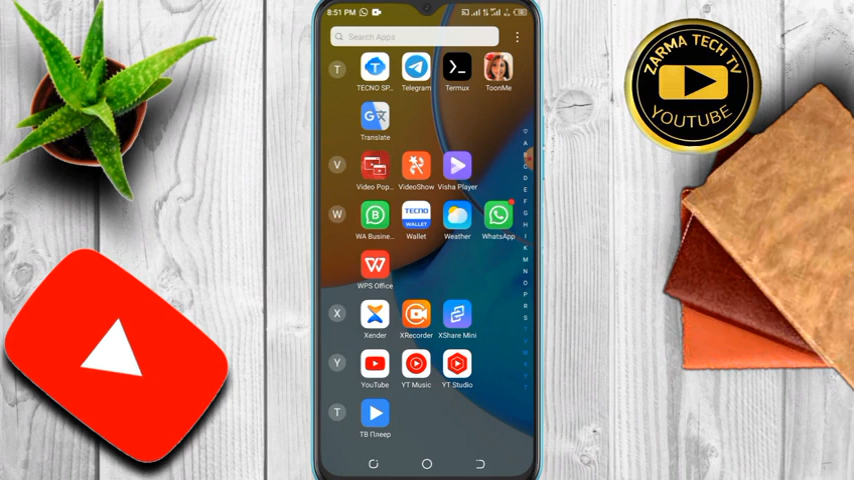 8:51 PM
Search Apps
ZARMA TECH TV
YOUTUBE
T
TECNO SP...
Telegram
Termux
ToonMe
G
Translate
V
Video Pop...
VideoShow
Visha Player
W
B
TECNO
WALLET
WA Busine...
Wallet
Weather
WhatsApp
W
WPS Office
X
Xender
XRecorder
XShare Mini
Y
YouTube
YT Music
YT Studio
Т
ТВ Плеер
A
C
D
E
F
G
H
I
K
M
N
O
P
R
S